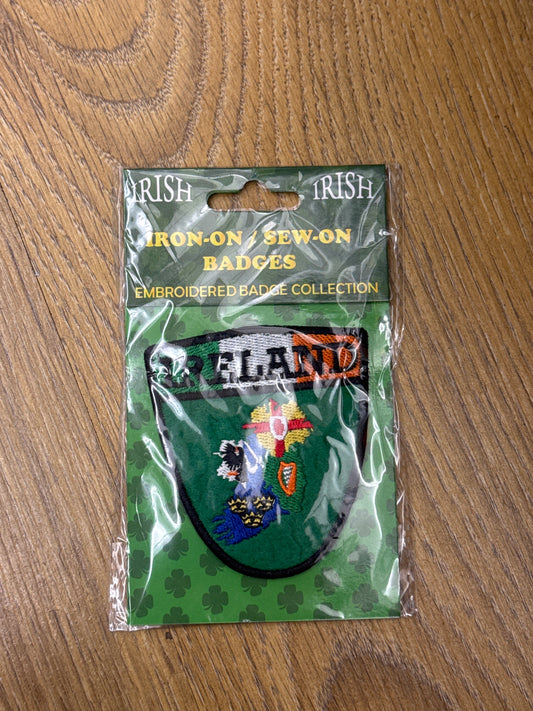 IRISH IRISH
IRON-ON / SEW-ON
BADGES
EMBROIDERED BADGE COLLECTION
IRELAND